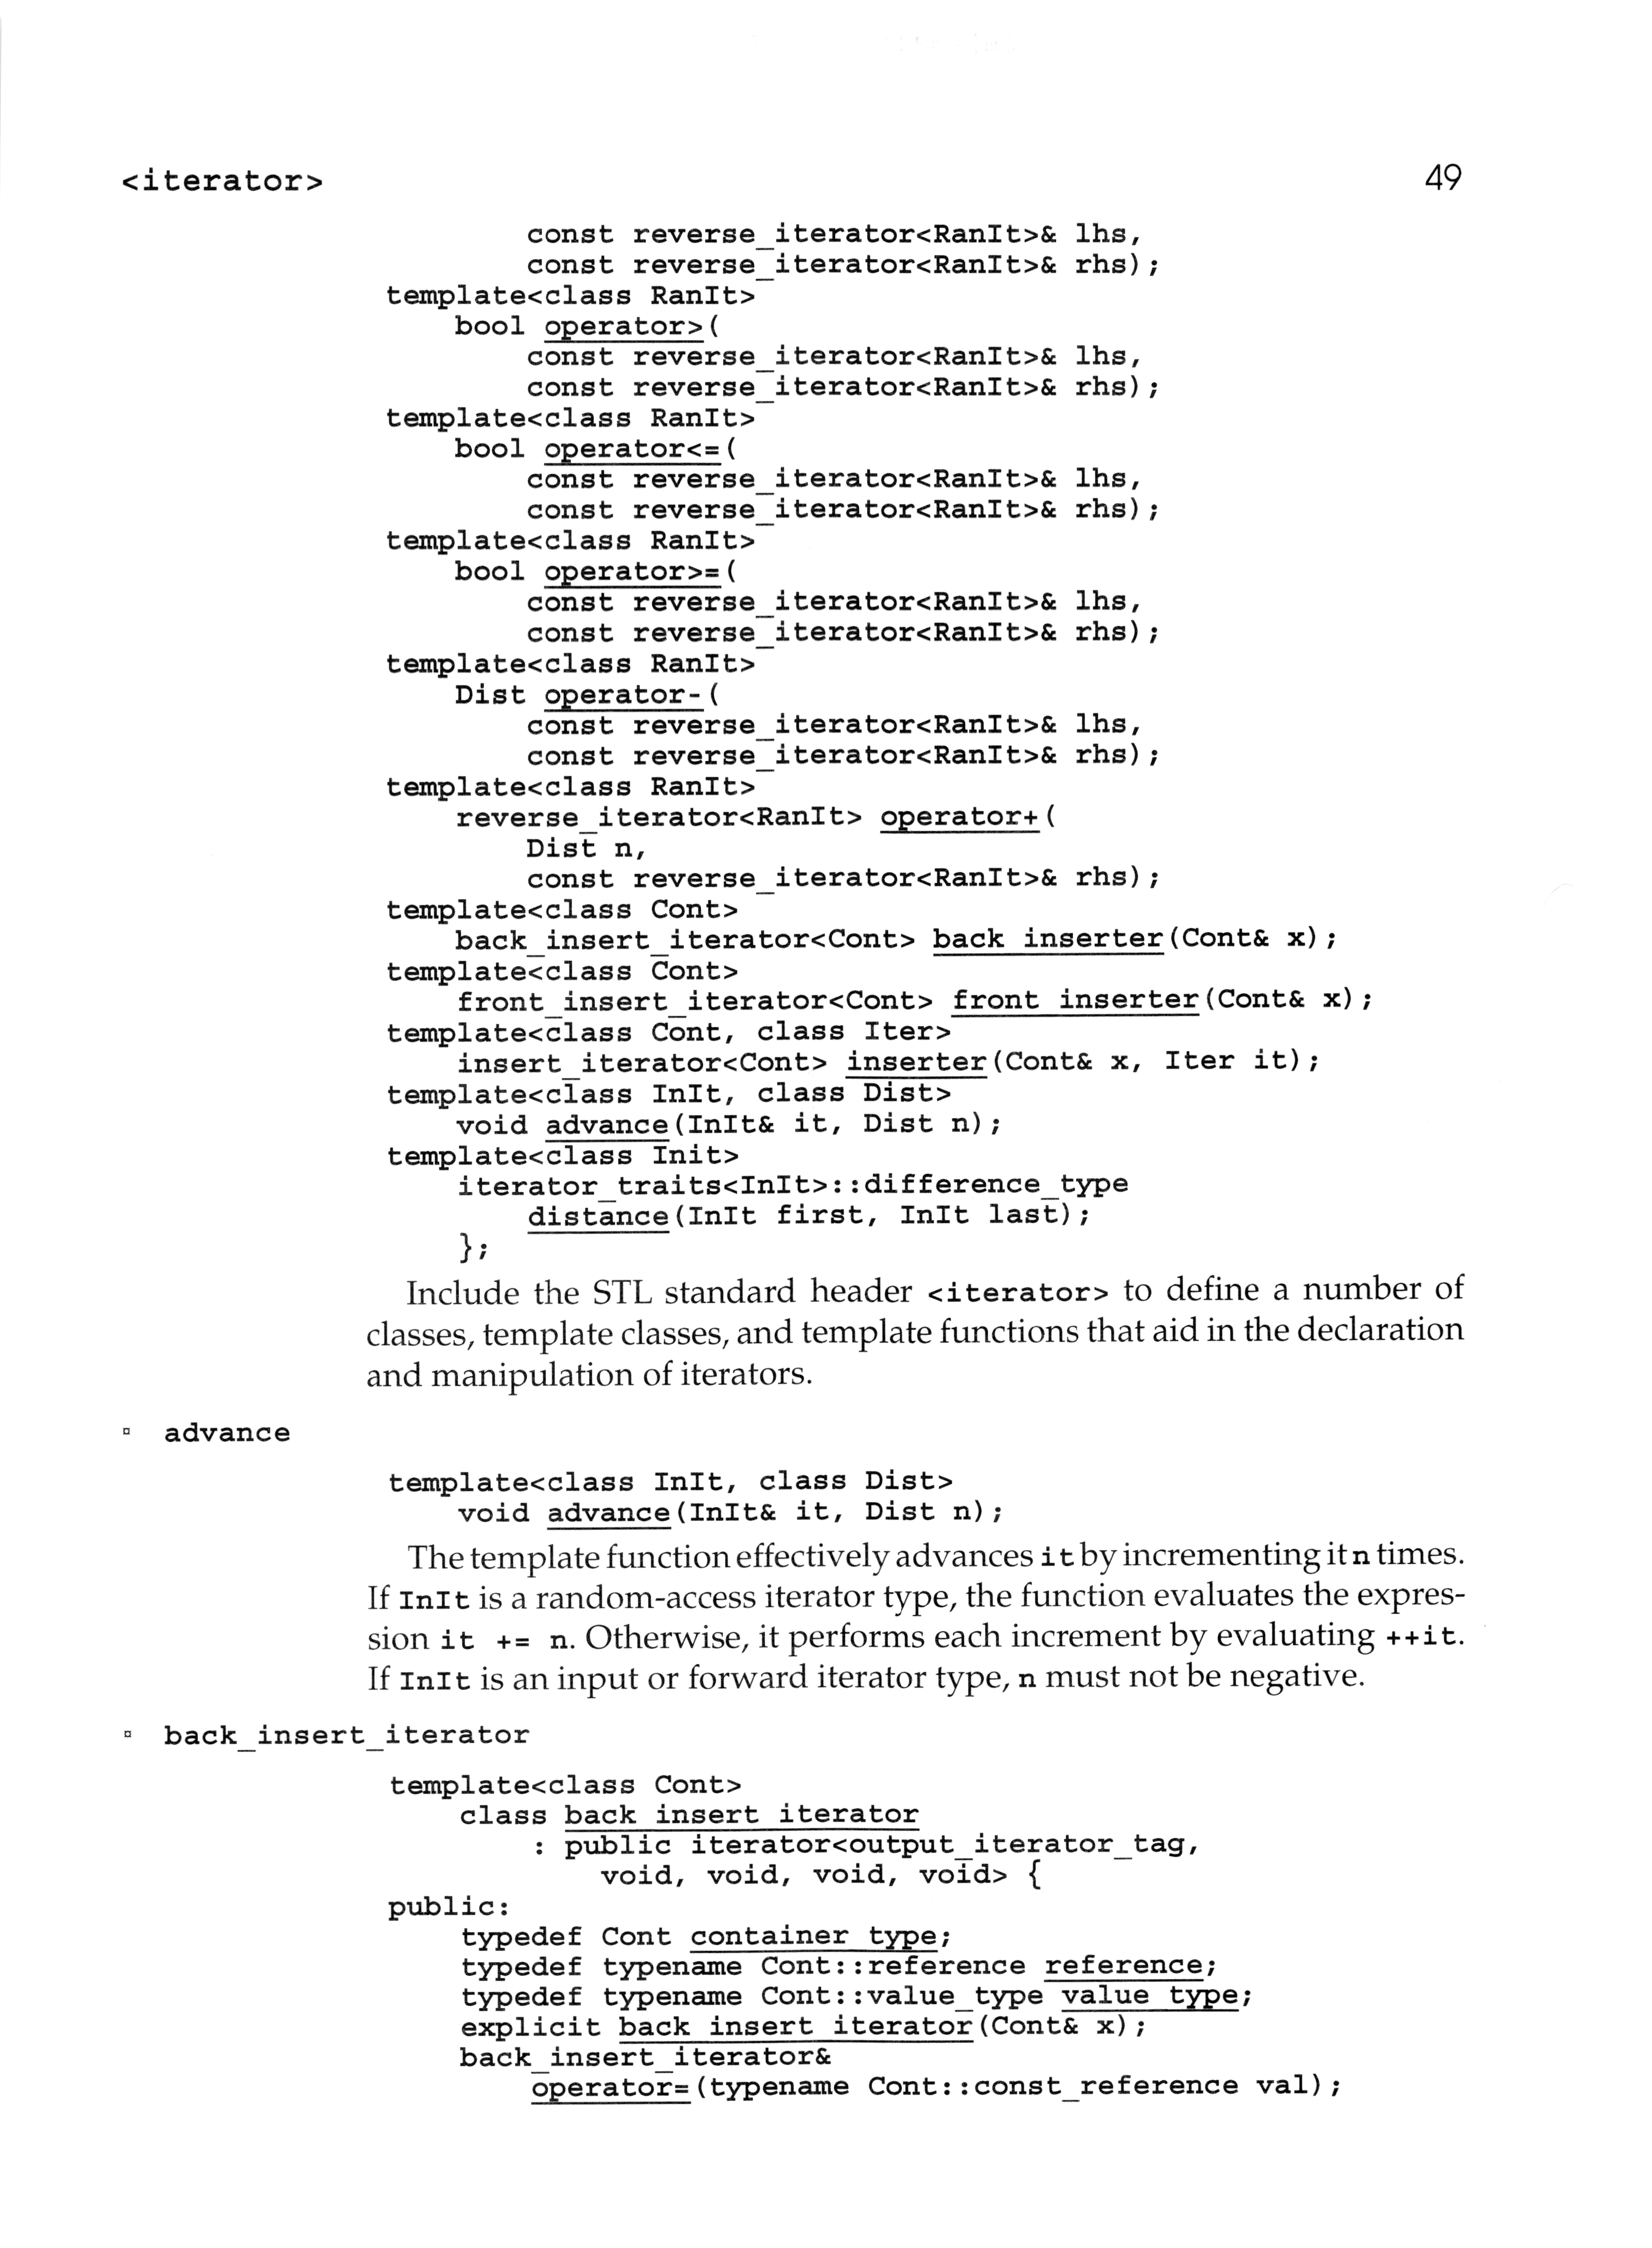 <iterator> 49
const reverse_iterator<RanIt>& lhs,
const reverse_iterator<RanIt>& rhs);
template<class RanIt>
bool operator>(
const reverse_iterator<RanIt>& lhs,
const reverse_iterator<RanIt>& rhs);
template<class RanIt>
bool operator<=(
const reverse_iterator<RanIt>& lhs,
const reverse_iterator<RanIt>& rhs);
template<class RanIt>
bool operator>=(
const reverse_iterator<RanIt>& lhs,
const reverse_iterator<RanIt>& rhs);
template<class RanIt>
Dist operator-(
const reverse_iterator<RanIt>& lhs,
const reverse_iterator<RanIt>& rhs);
template<class RanIt>
reverse_iterator<RanIt> operator+(
Dist n,
const reverse_iterator<RanIt>& rhs);
template<class Cont>
back_insert_iterator<Cont> back_inserter(Cont& x);
template<class Cont>
front_insert_iterator<Cont> front_inserter(Cont& x);
template<class Cont, class Iter>
insert_iterator<Cont> inserter(Cont& x, Iter it);
template<class InIt, class Dist>
void advance(InIt& it, Dist n);
template<class Init>
iterator_traits<InIt>::difference_type
distance(InIt first, InIt last);
};
Include the STL standard header <iterator> to define a number of
classes, template classes, and template functions that aid in the declaration
and manipulation of iterators.
▫ advance
template<class InIt, class Dist>
void advance(InIt& it, Dist n);
The template function effectively advances it by incrementing it n times.
If InIt is a random-access iterator type, the function evaluates the expres-
sion it += n. Otherwise, it performs each increment by evaluating ++it.
If InIt is an input or forward iterator type, n must not be negative.
▫ back_insert_iterator
template<class Cont>
class back_insert_iterator
: public iterator<output_iterator_tag,
void, void, void, void> {
public:
typedef Cont container_type;
typedef typename Cont::reference reference;
typedef typename Cont::value_type value_type;
explicit back_insert_iterator(Cont& x);
back_insert_iterator&
operator=(typename Cont::const_reference val);